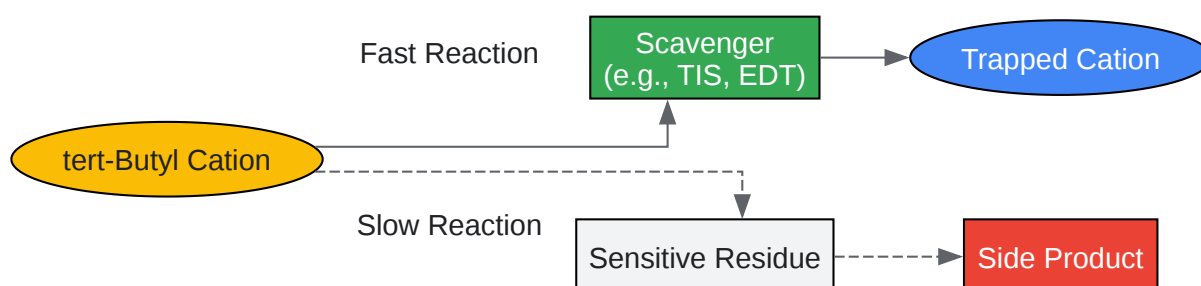 Fast Reaction
Scavenger
(e.g., TIS, EDT)
Trapped Cation
tert-Butyl Cation
Slow Reaction
Sensitive Residue
Side Product